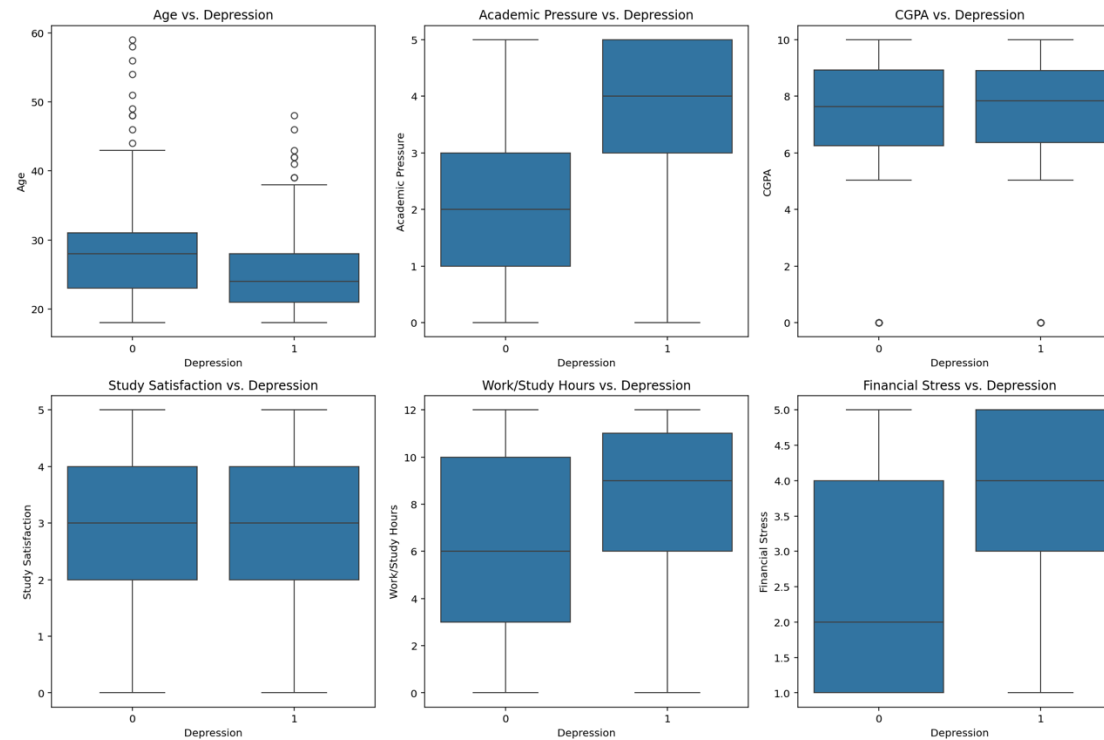 Age vs. Depression
60
50
40
30
20
Age
0 1
Depression
Academic Pressure vs. Depression
5
4
3
2
1
0
Academic Pressure
0 1
Depression
CGPA vs. Depression
10
8
6
4
2
0
CGPA
0 1
Depression
Study Satisfaction vs. Depression
5
4
3
2
1
0
Study Satisfaction
0 1
Depression
Work/Study Hours vs. Depression
12
10
8
6
4
2
0
Work/Study Hours
0 1
Depression
Financial Stress vs. Depression
5.0
4.5
4.0
3.5
3.0
2.5
2.0
1.5
1.0
Financial Stress
0 1
Depression